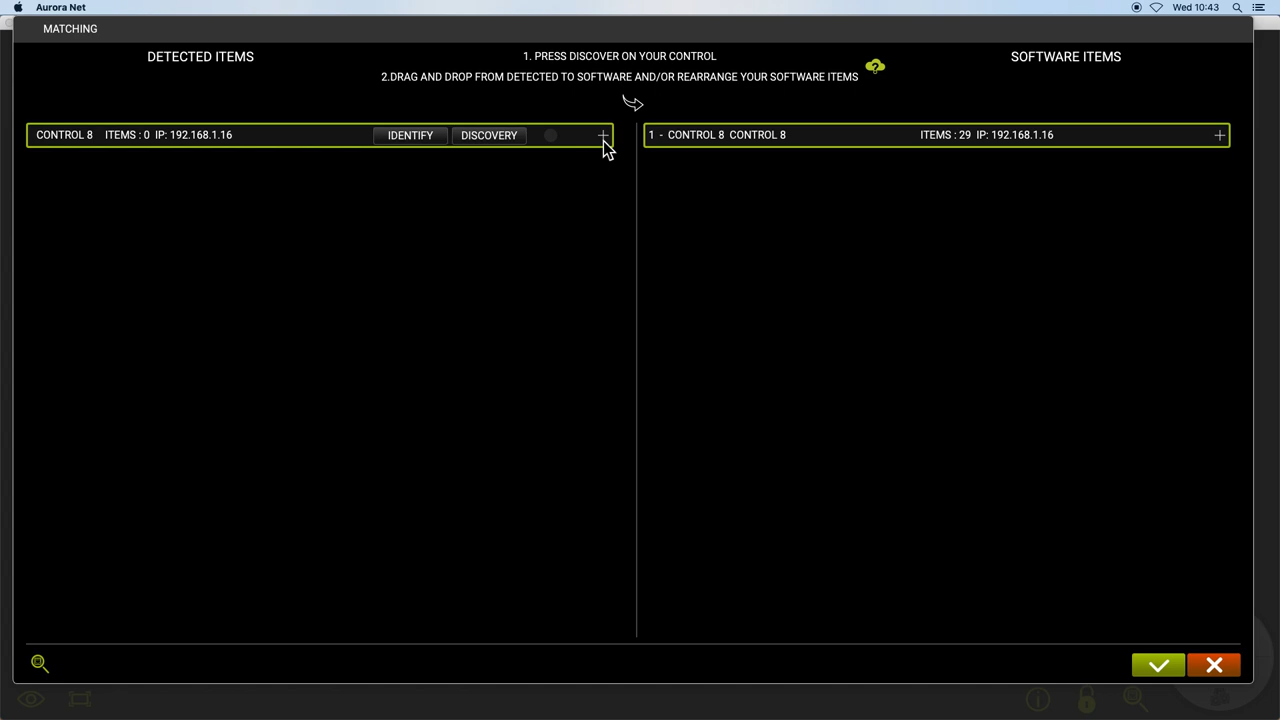 Aurora Net
Wed 10:43
MATCHING
DETECTED ITEMS
1. PRESS DISCOVER ON YOUR CONTROL
SOFTWARE ITEMS
2.DRAG AND DROP FROM DETECTED TO SOFTWARE AND/OR REARRANGE YOUR SOFTWARE ITEMS
?
CONTROL 8 ITEMS : 0 IP: 192.168.1.16 IDENTIFY DISCOVERY
1 - CONTROL 8 CONTROL 8 ITEMS : 29 IP: 192.168.1.16